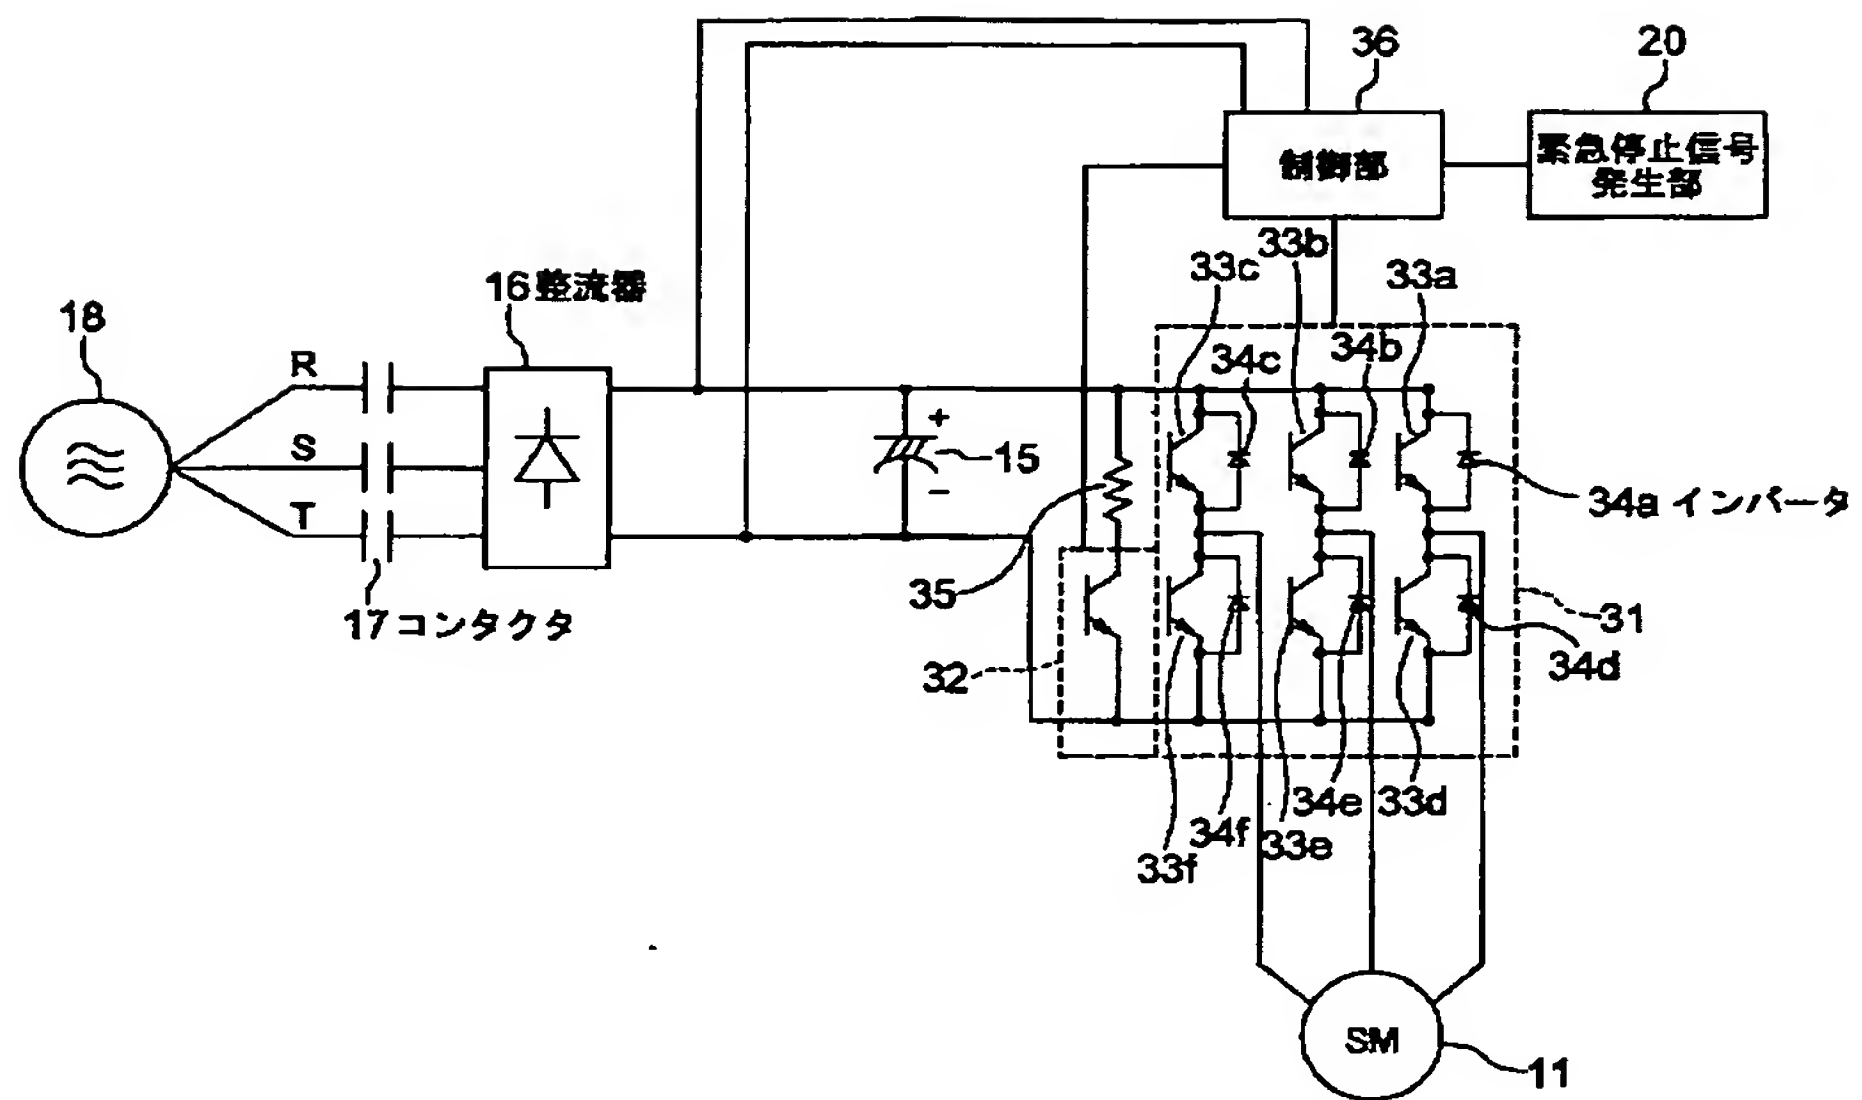 36
20
制御部
緊急停止信号
発生部
33b
33c
33a
16 整流器
18
34c
34b
R
S
T
+
15
−
34a インバータ
35
17 コンタクタ
31
34d
32
34e
33d
34f
33e
33f
SM
11